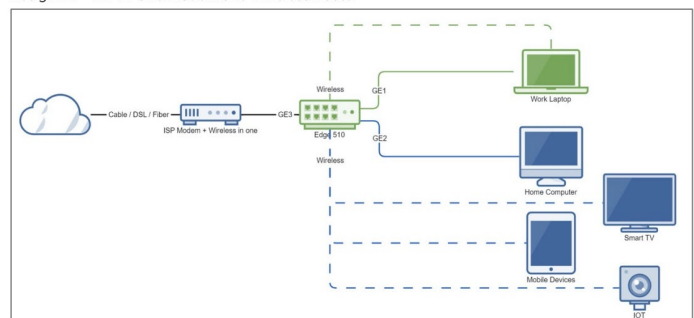 Wireless
GE1
Work Laptop
Cable / DSL / Fiber
GE3
ISP Modem + Wireless in one
Edge 510
GE2
Wireless
Home Computer
Smart TV
Mobile Devices
IOT